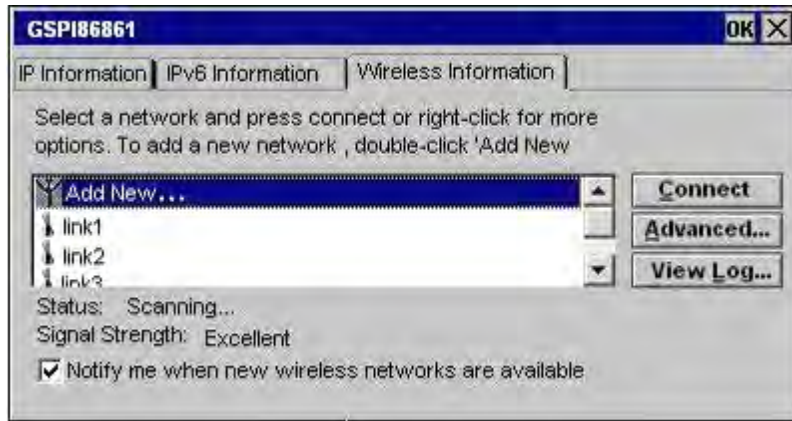 GSPI86861 OK
IP Information IPv6 Information Wireless Information
Select a network and press connect or right-click for more
options. To add a new network , double-click 'Add New
Add New...
link1
link2
link3
Connect
Advanced...
View Log...
Status: Scanning...
Signal Strength: Excellent
Notify me when new wireless networks are available